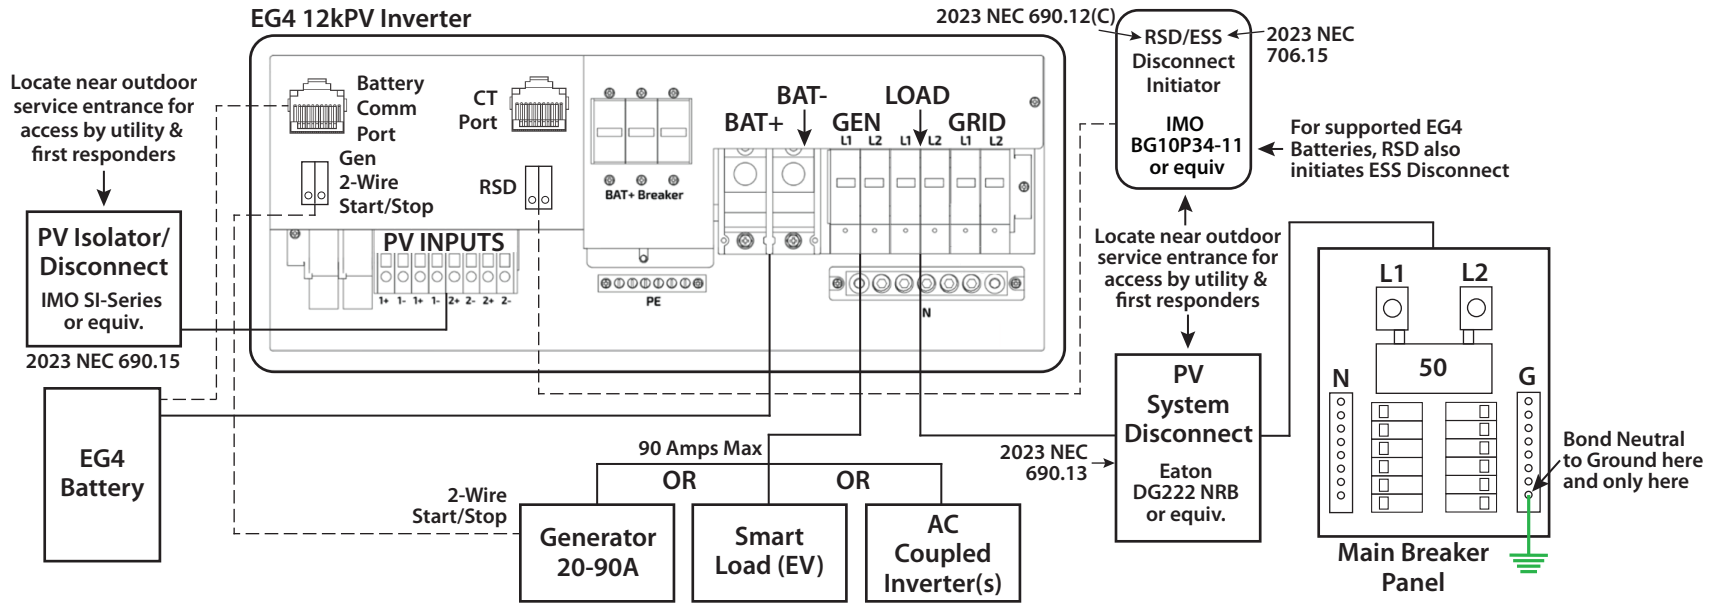 EG4 12kPV Inverter
2023 NEC 690.12(C)
RSD/ESS
Disconnect
Initiator
IMO
BG10P34-11
or equiv
2023 NEC
706.15
For supported EG4
Batteries, RSD also
initiates ESS Disconnect
Locate near outdoor
service entrance for
access by utility &
first responders
Battery
Comm
Port
CT
Port
Gen
2-Wire
Start/Stop
RSD
BAT+ Breaker
BAT+
BAT-
GEN
LOAD
GRID
L1
L2
L1
L2
L1
L2
PV Isolator/
Disconnect
IMO SI-Series
or equiv.
2023 NEC 690.15
PV INPUTS
1+
1-
1+
1-
2+
2-
2+
2-
PE
N
Locate near outdoor
service entrance for
access by utility &
first responders
L1
L2
50
N
G
Bond Neutral
to Ground here
and only here
Main Breaker
Panel
PV
System
Disconnect
Eaton
DG222 NRB
or equiv.
2023 NEC
690.13
EG4
Battery
90 Amps Max
OR
OR
2-Wire
Start/Stop
Generator
20-90A
Smart
Load (EV)
AC
Coupled
Inverter(s)